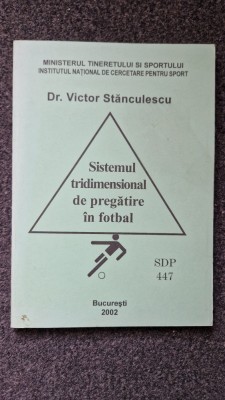 MINISTERUL TINERETULUI SI SPORTULUI
INSTITUTUL NAȚIONAL DE CERCETARE PENTRU SPORT
Dr. Victor Stănculescu
Sistemul
tridimensional
de pregătire
în fotbal
SDP
447
București
2002